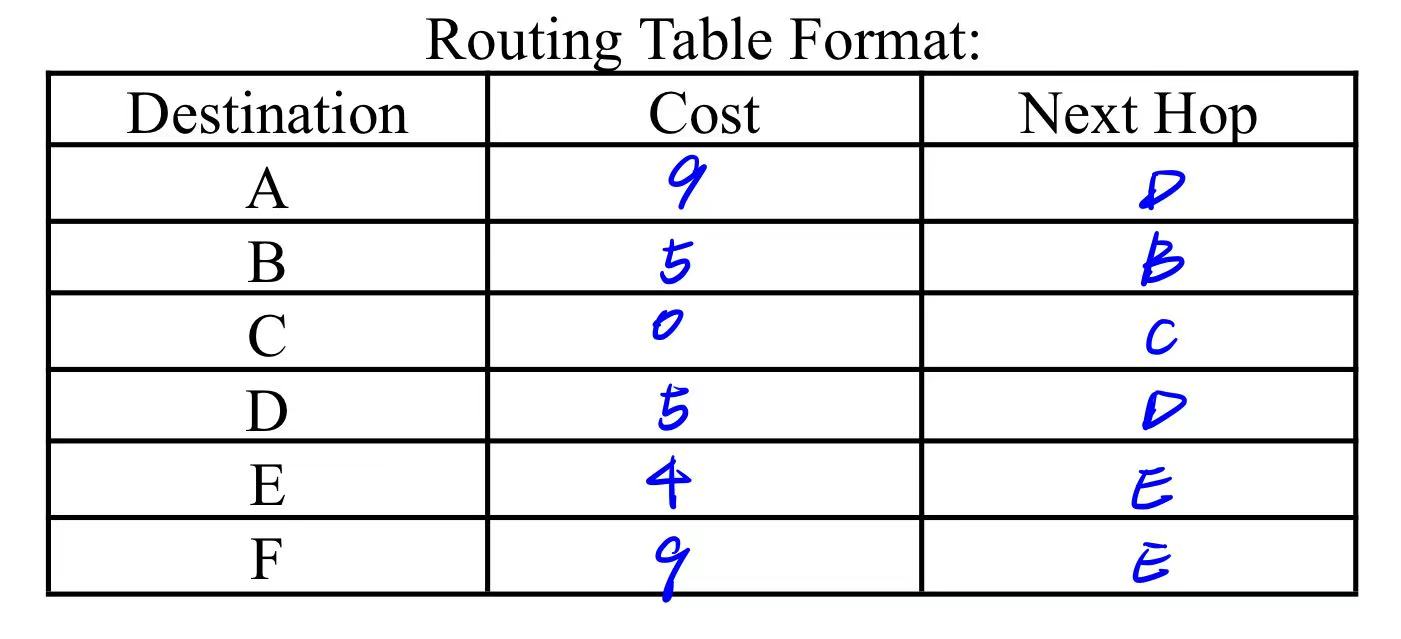 Routing Table Format:
Destination Cost Next Hop
A 9 D
B 5 B
C 0 C
D 5 D
E 4 E
F 9 E